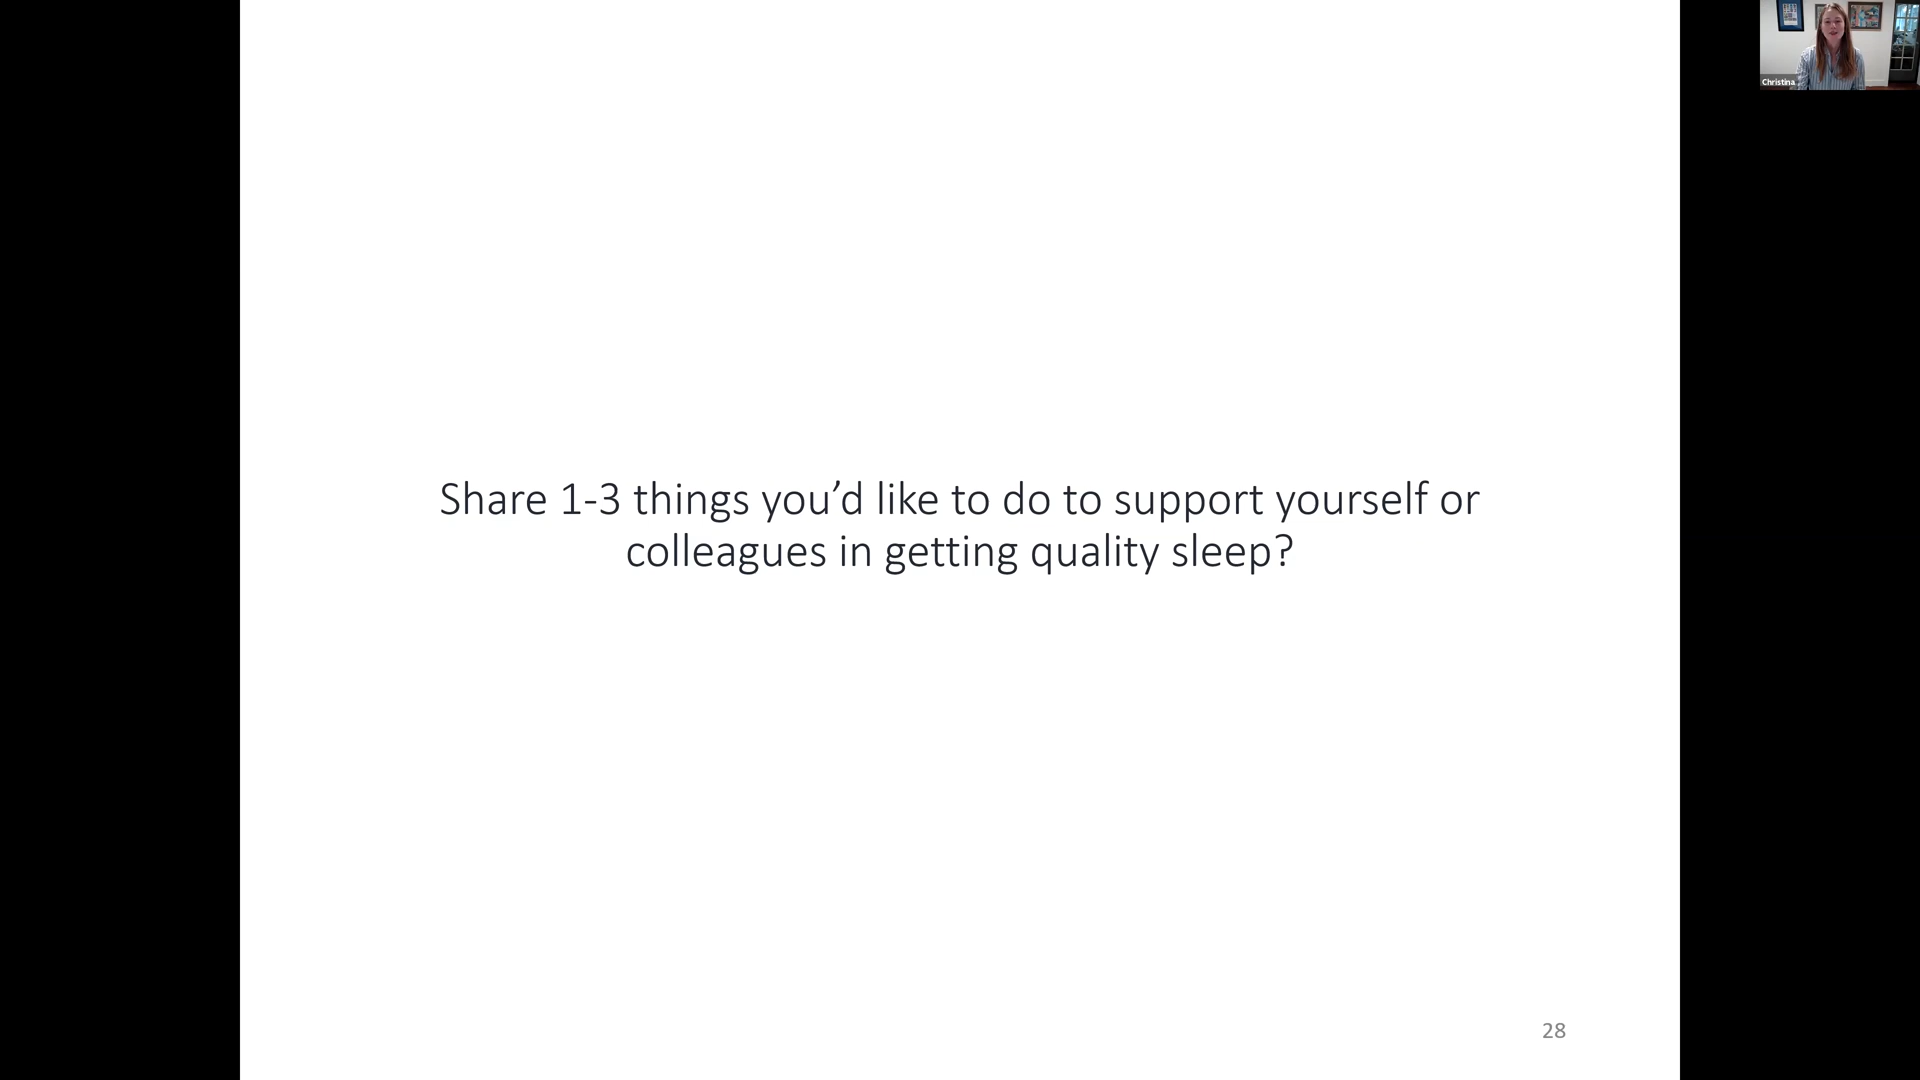 Christina
Share 1-3 things you’d like to do to support yourself or
colleagues in getting quality sleep?
28